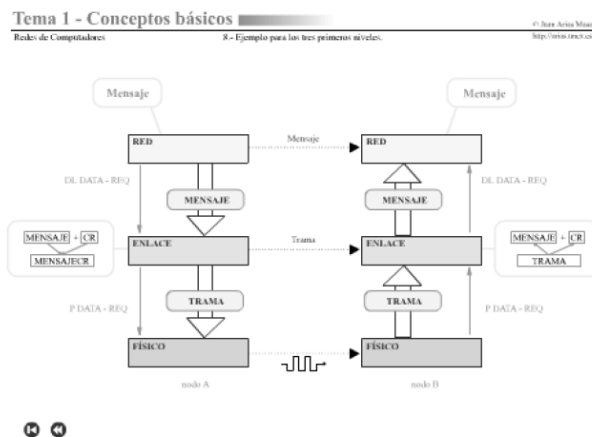 Tema 1 - Conceptos básicos
Redes de Computadores
8.- Ejemplo para los tres primeros niveles.
Mensaje
Mensaje
RED
Mensaje
RED
DL DATA - REQ
DL DATA - REQ
MENSAJE
MENSAJE
MENSAJE + CR
MENSAJECR
ENLACE
Trama
ENLACE
MENSAJE + CR
TRAMA
P DATA - REQ
P DATA - REQ
TRAMA
TRAMA
FÍSICO
FÍSICO
nodo A
nodo B